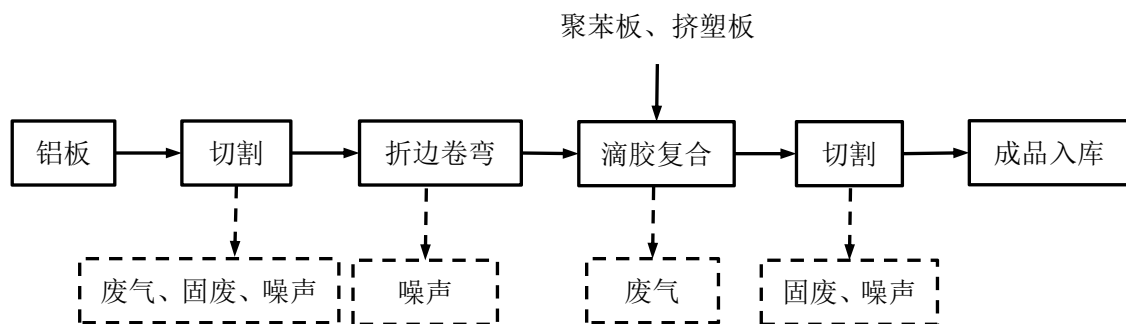 聚苯板、挤塑板
铝板
切割
折边卷弯
滴胶复合
切割
成品入库
废气、固废、噪声
噪声
废气
固废、噪声